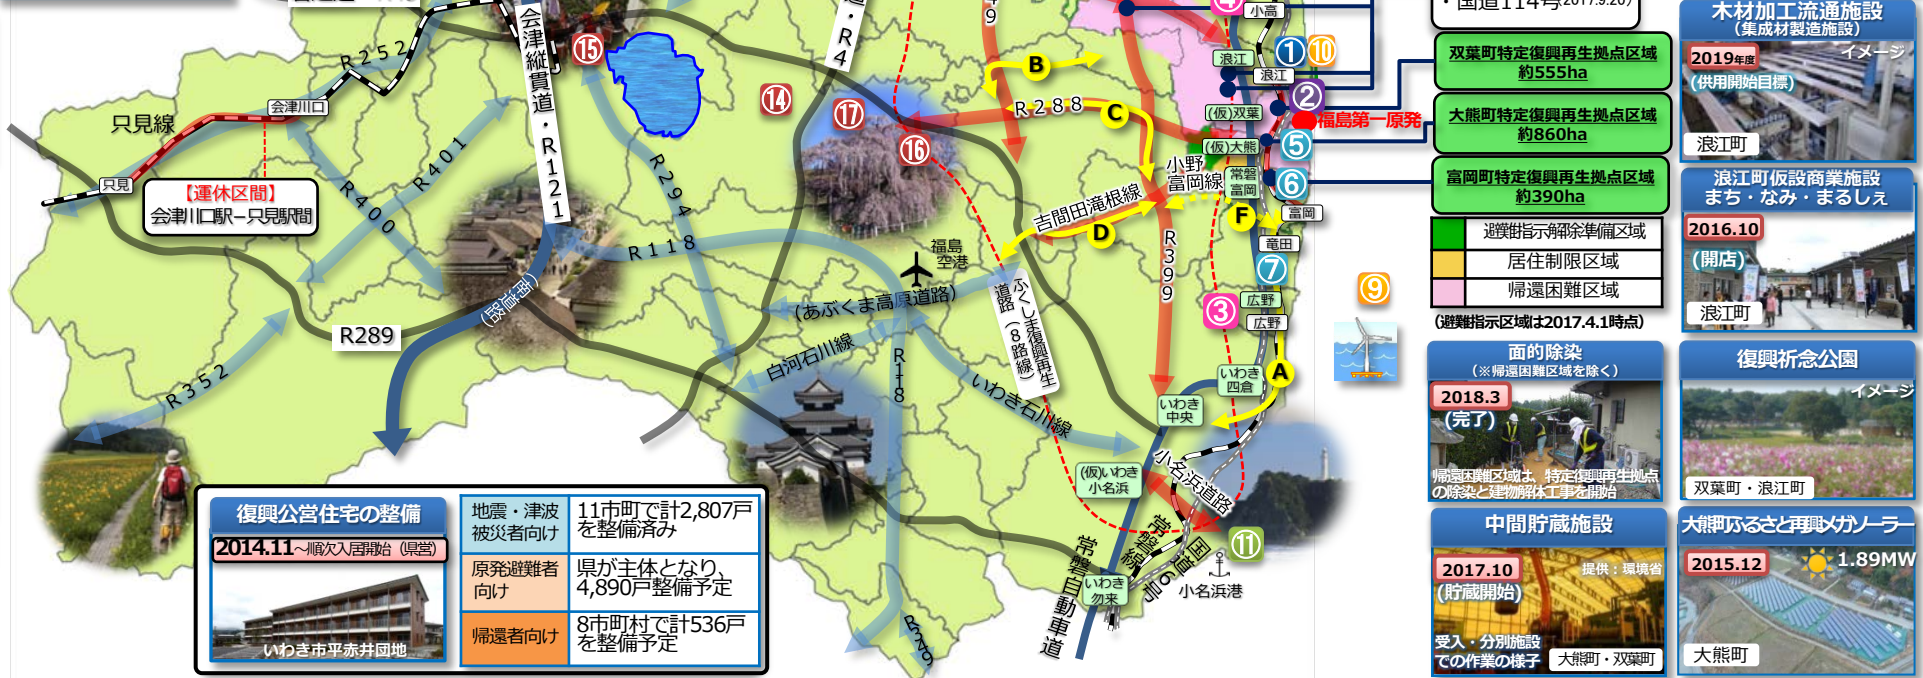 ・国道114号(2017.9.20)
双葉町特定復興再生拠点区域
約555ha
大熊町特定復興再生拠点区域
約860ha
富岡町特定復興再生拠点区域
約390ha
避難指示解除準備区域
居住制限区域
帰還困難区域
(避難指示区域は2017.4.1時点)
木材加工流通施設
(集成材製造施設)
イメージ
2019年度
(供用開始目標)
浪江町
浪江町仮設商業施設
まち・なみ・まるしぇ
2016.10
(開店)
浪江町
面的除染
(※帰還困難区域を除く)
2018.3
(完了)
帰還困難区域は、特定復興再生拠点
の除染と建物解体工事を開始
復興祈念公園
イメージ
双葉町・浪江町
中間貯蔵施設
2017.10
(貯蔵開始)
提供：環境省
受入・分別施設
での作業の様子
大熊町・双葉町
大熊町ふるさと再興メガソーラー
2015.12
1.89MW
大熊町
R252
会津川口
只見線
只見
【運休区間】
会津川口駅－只見駅間
R401
R400
会津縦貫道・R121
(南道路)
R289
R352
R294
R118
道・R4
⑮
⑭
⑰
⑯
49
B
R288
C
小野
富岡線
吉間田滝根線
D
F
福島
空港
(あぶくま高原道路)
白河石川線
R118
いわき石川線
ふくしま復興再生
道路（8路線）
R399
R349
④
小高
浪江
浪江
①
⑩
②
(仮)双葉
福島第一原発
(仮)大熊
⑤
常磐
富岡
⑥
富岡
竜田
⑦
広野
③
広野
⑨
いわき
四倉
A
いわき
中央
(仮)いわき
小名浜
小名浜道路
⑪
常磐線
国道6号
小名浜港
いわき
勿来
常磐自動車道
復興公営住宅の整備
2014.11～順次入居開始（県営）
いわき市平赤井団地
地震・津波
被災者向け
11市町で計2,807戸
を整備済み
原発避難者
向け
県が主体となり、
4,890戸整備予定
帰還者向け
8市町村で計536戸
を整備予定